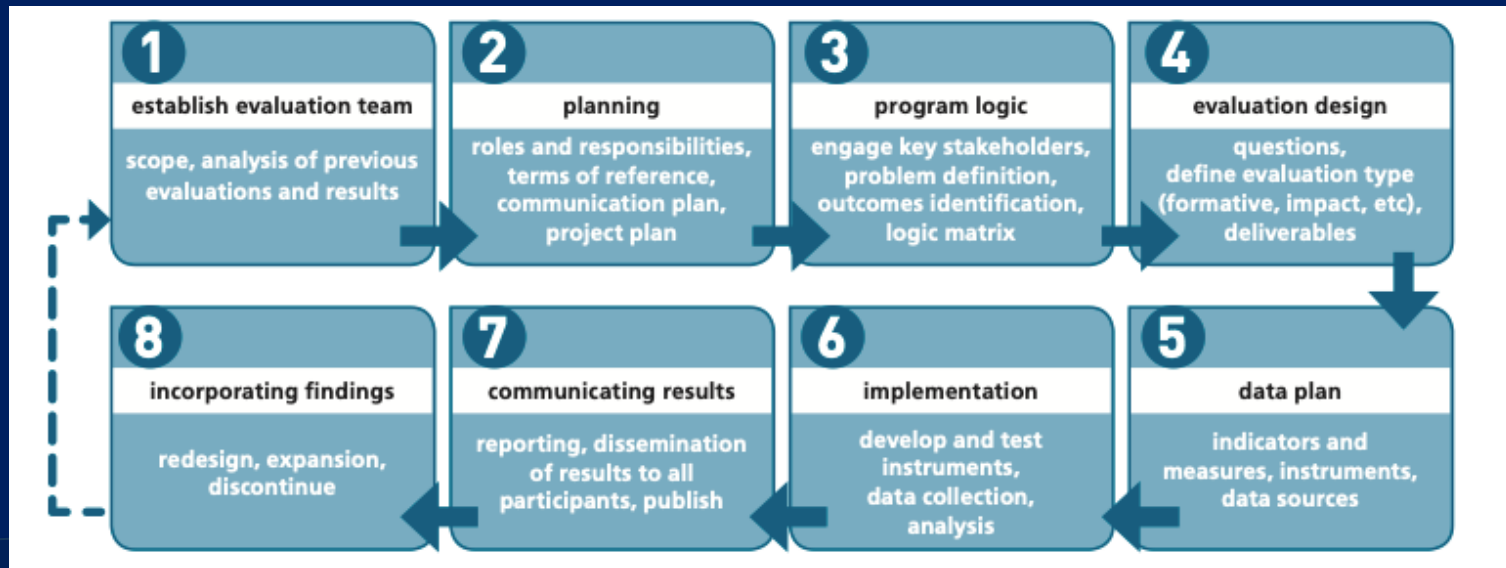 1
establish evaluation team
scope, analysis of previous
evaluations and results
2
planning
roles and responsibilities,
terms of reference,
communication plan,
project plan
3
program logic
engage key stakeholders,
problem definition,
outcomes identification,
logic matrix
4
evaluation design
questions,
define evaluation type
(formative, impact, etc),
deliverables
5
data plan
indicators and
measures, instruments,
data sources
6
implementation
develop and test
instruments,
data collection,
analysis
7
communicating results
reporting, dissemination
of results to all
participants, publish
8
incorporating findings
redesign, expansion,
discontinue